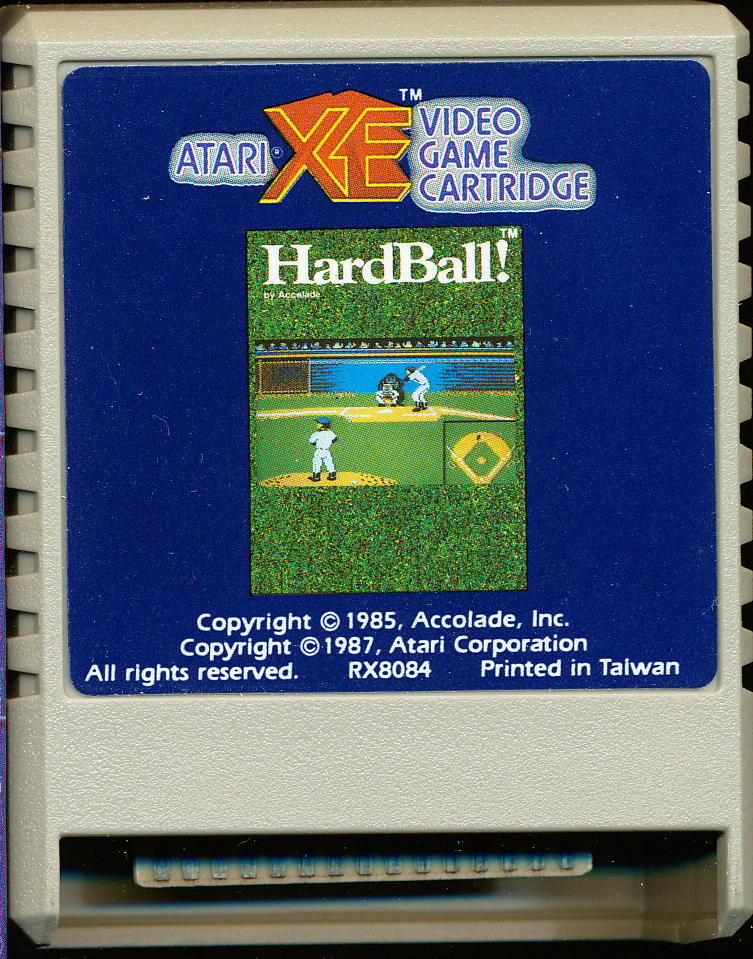 TM
ATARI® XE VIDEO
GAME
CARTRIDGE
HardBall!™
by Accolade
Copyright © 1985, Accolade, Inc.
Copyright © 1987, Atari Corporation
All rights reserved. RX8084 Printed in Taiwan